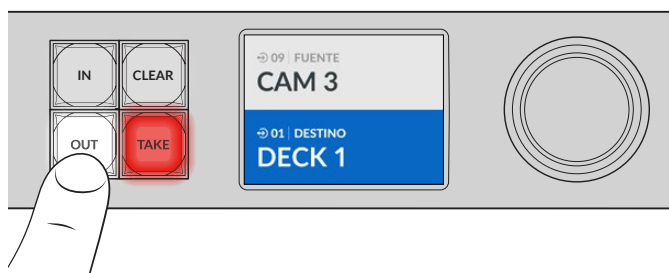 IN
CLEAR
OUT
TAKE
09 | FUENTE
CAM 3
01 | DESTINO
DECK 1